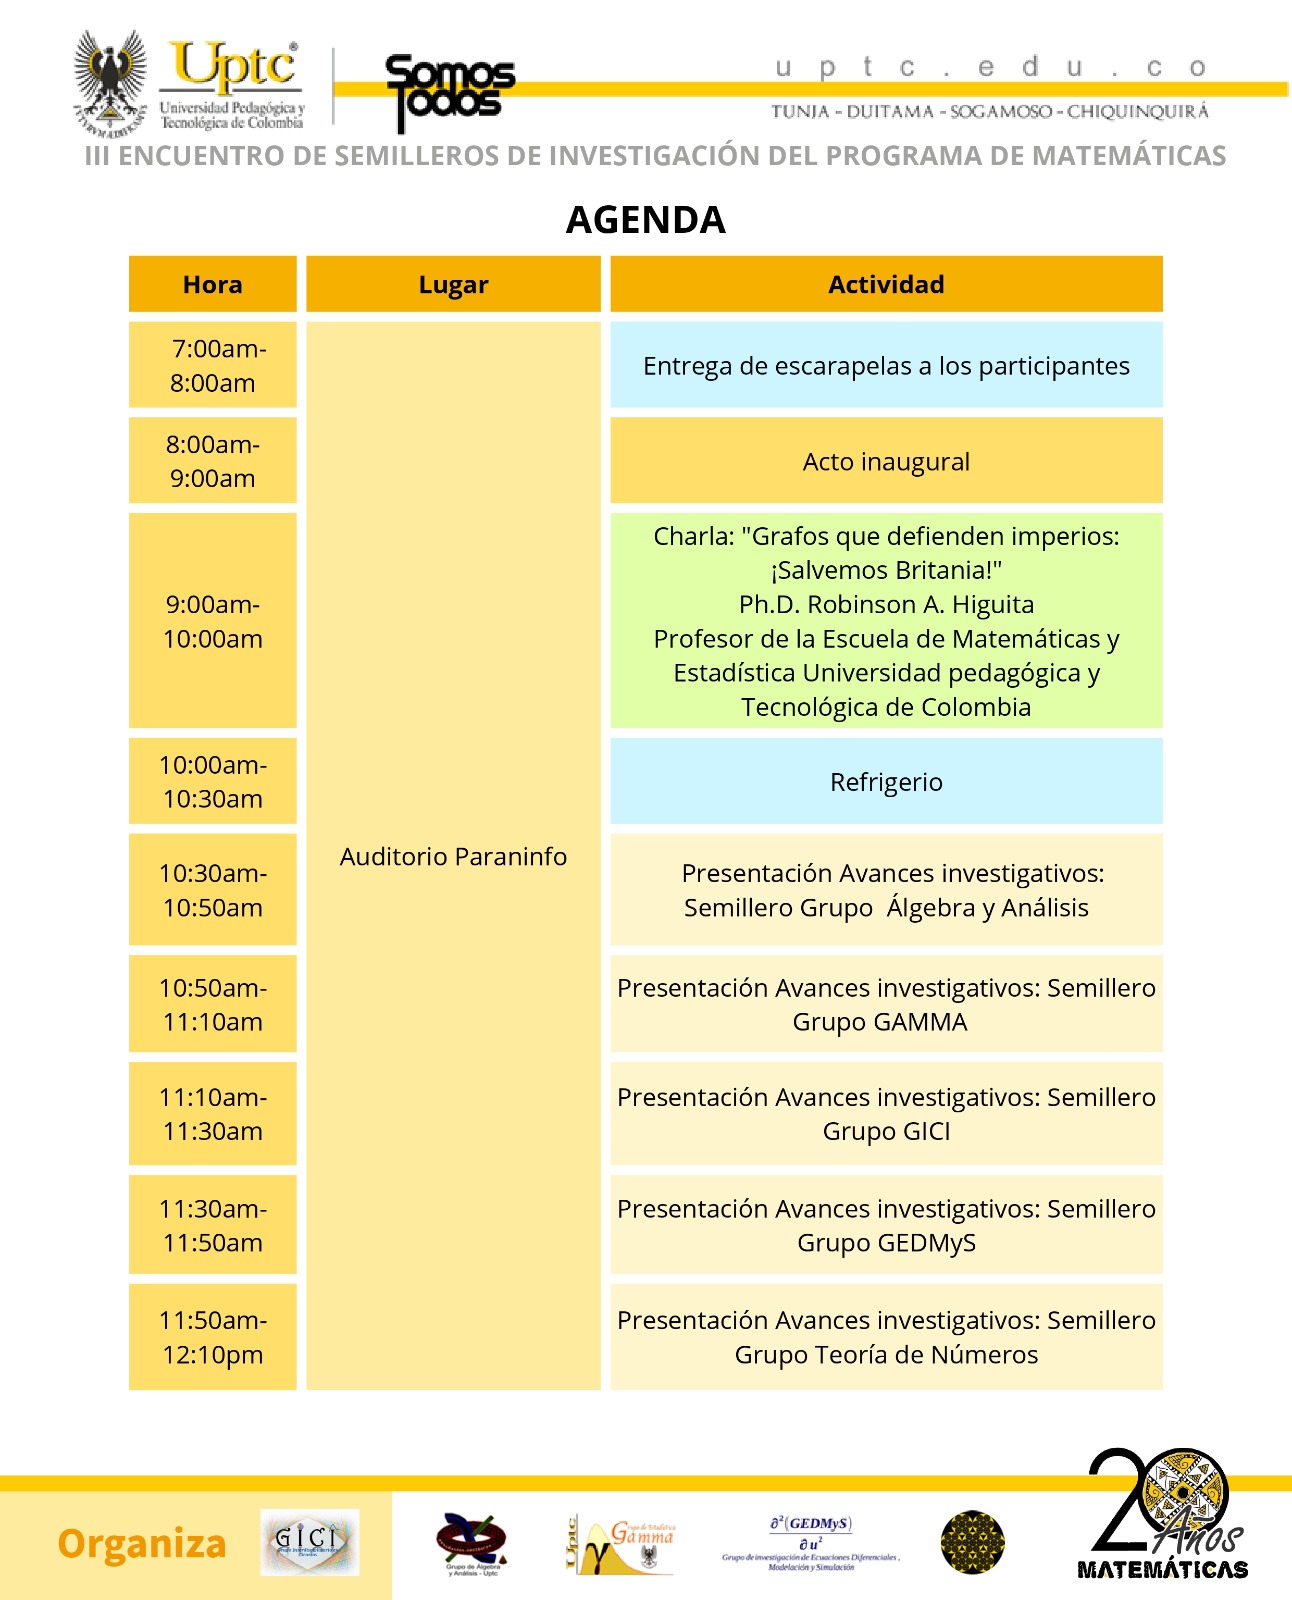 Uptc®
Universidad Pedagógica y
Tecnológica de Colombia
Somos
Todos
uptc.edu.co
TUNJA - DUITAMA - SOGAMOSO - CHIQUINQUIRÁ
III ENCUENTRO DE SEMILLEROS DE INVESTIGACIÓN DEL PROGRAMA DE MATEMÁTICAS
AGENDA
Hora
Lugar
Actividad
7:00am-
8:00am
Entrega de escarapelas a los participantes
8:00am-
9:00am
Acto inaugural
9:00am-
10:00am
Charla: "Grafos que defienden imperios:
¡Salvemos Britania!"
Ph.D. Robinson A. Higuita
Profesor de la Escuela de Matemáticas y
Estadística Universidad pedagógica y
Tecnológica de Colombia
10:00am-
10:30am
Refrigerio
Auditorio Paraninfo
10:30am-
10:50am
Presentación Avances investigativos:
Semillero Grupo  Álgebra y Análisis
10:50am-
11:10am
Presentación Avances investigativos: Semillero
Grupo GAMMA
11:10am-
11:30am
Presentación Avances investigativos: Semillero
Grupo GICI
11:30am-
11:50am
Presentación Avances investigativos: Semillero
Grupo GEDMyS
11:50am-
12:10pm
Presentación Avances investigativos: Semillero
Grupo Teoría de Números
Organiza
GICI
Grupo de Álgebra
y Análisis - Uptc
Uptc
Grupo de Estadística
Gamma
γ
∂²(GEDMyS)
∂u²
Grupo de investigación de Ecuaciones Diferenciales,
Modelación y Simulación
20
Años
MATEMÁTICAS